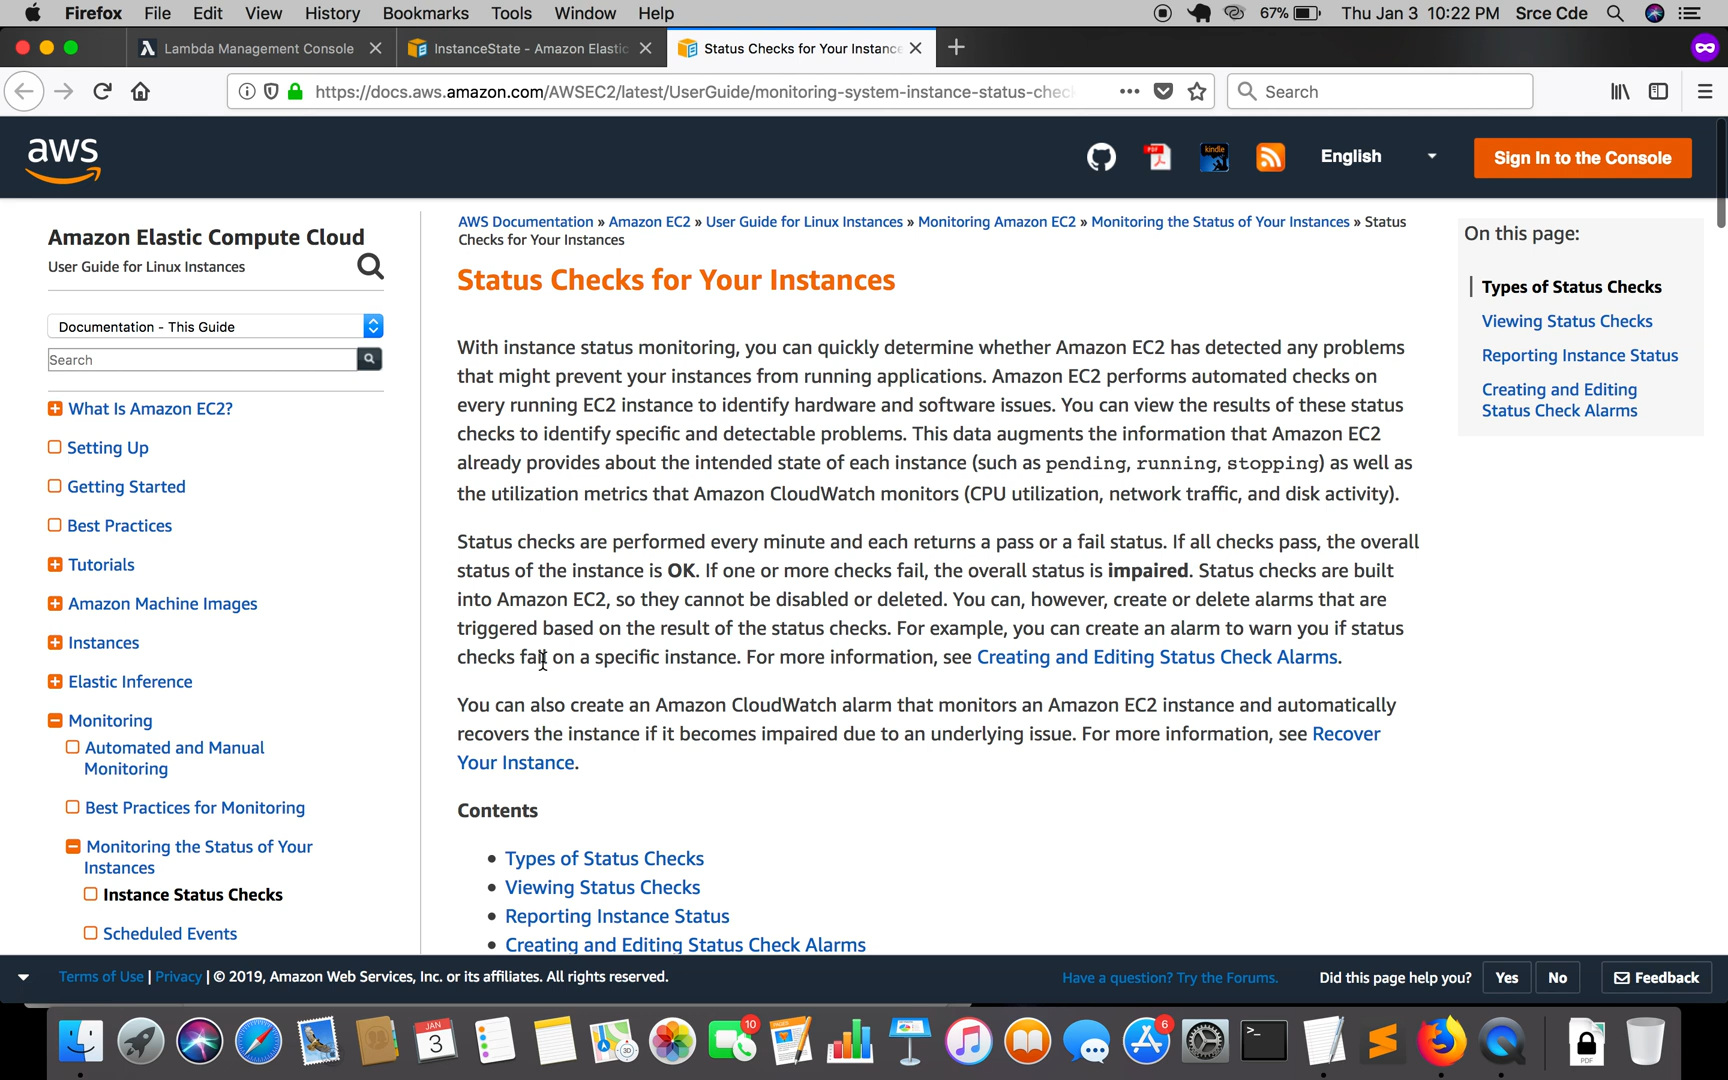 Firefox File Edit View History Bookmarks Tools Window Help 67% Thu Jan 3 10:22 PM Srce Cde
Lambda Management Console InstanceState - Amazon Elastic Status Checks for Your Instance
https://docs.aws.amazon.com/AWSEC2/latest/UserGuide/monitoring-system-instance-status-chec Search
aws PDF kindle English Sign In to the Console
Amazon Elastic Compute Cloud
User Guide for Linux Instances
Documentation - This Guide
Search
What Is Amazon EC2?
Setting Up
Getting Started
Best Practices
Tutorials
Amazon Machine Images
Instances
Elastic Inference
Monitoring
Automated and Manual
Monitoring
Best Practices for Monitoring
Monitoring the Status of Your
Instances
Instance Status Checks
Scheduled Events
AWS Documentation » Amazon EC2 » User Guide for Linux Instances » Monitoring Amazon EC2 » Monitoring the Status of Your Instances » Status
Checks for Your Instances
Status Checks for Your Instances
With instance status monitoring, you can quickly determine whether Amazon EC2 has detected any problems
that might prevent your instances from running applications. Amazon EC2 performs automated checks on
every running EC2 instance to identify hardware and software issues. You can view the results of these status
checks to identify specific and detectable problems. This data augments the information that Amazon EC2
already provides about the intended state of each instance (such as pending, running, stopping) as well as
the utilization metrics that Amazon CloudWatch monitors (CPU utilization, network traffic, and disk activity).
Status checks are performed every minute and each returns a pass or a fail status. If all checks pass, the overall
status of the instance is OK. If one or more checks fail, the overall status is impaired. Status checks are built
into Amazon EC2, so they cannot be disabled or deleted. You can, however, create or delete alarms that are
triggered based on the result of the status checks. For example, you can create an alarm to warn you if status
checks fail on a specific instance. For more information, see Creating and Editing Status Check Alarms.
You can also create an Amazon CloudWatch alarm that monitors an Amazon EC2 instance and automatically
recovers the instance if it becomes impaired due to an underlying issue. For more information, see Recover
Your Instance.
Contents
Types of Status Checks
Viewing Status Checks
Reporting Instance Status
Creating and Editing Status Check Alarms
On this page:
Types of Status Checks
Viewing Status Checks
Reporting Instance Status
Creating and Editing
Status Check Alarms
Terms of Use | Privacy | © 2019, Amazon Web Services, Inc. or its affiliates. All rights reserved. Have a question? Try the Forums. Did this page help you? Yes No Feedback
JAN
3
3D
10
6
PDF